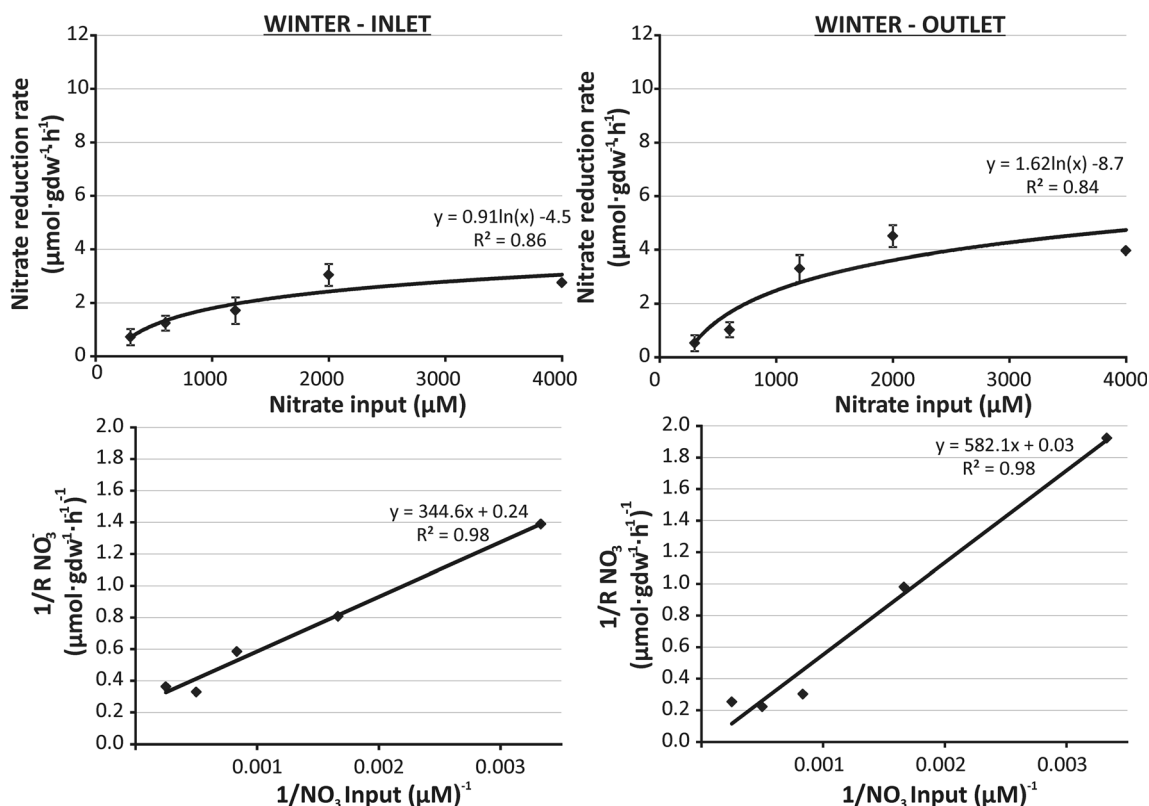 WINTER - INLET
Nitrate reduction rate
(µmol·gdw⁻¹·h⁻¹)
12
10
8
6
4
2
0
y = 0.91ln(x) -4.5
R² = 0.86
0
1000
2000
3000
4000
Nitrate input (µM)
WINTER - OUTLET
Nitrate reduction rate
(µmol·gdw⁻¹·h⁻¹)
12
10
8
6
4
2
0
y = 1.62ln(x) -8.7
R² = 0.84
0
1000
2000
3000
4000
Nitrate input (µM)
1/R NO₃⁻
(µmol·gdw⁻¹·h⁻¹)⁻¹
2.0
1.8
1.6
1.4
1.2
1.0
0.8
0.6
0.4
0.2
0.0
y = 344.6x + 0.24
R² = 0.98
0.001
0.002
0.003
1/NO₃ Input (µM)⁻¹
1/R NO₃
(µmol·gdw⁻¹·h⁻¹)⁻¹
2.0
1.8
1.6
1.4
1.2
1.0
0.8
0.6
0.4
0.2
0.0
y = 582.1x + 0.03
R² = 0.98
0.001
0.002
0.003
1/NO₃ Input (µM)⁻¹